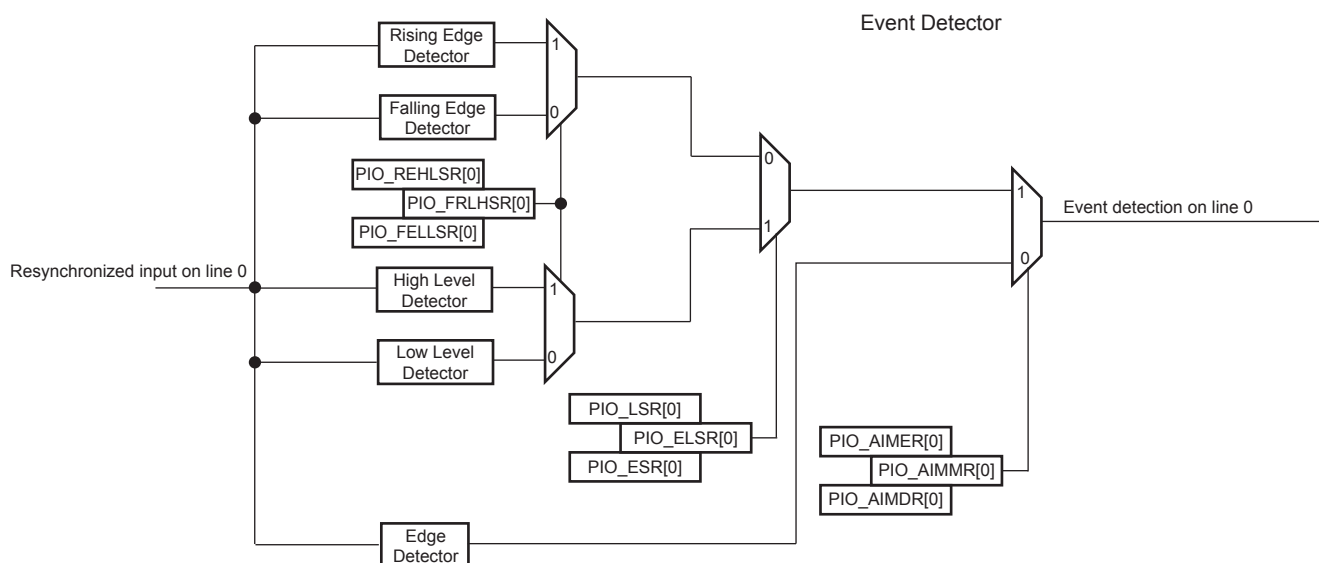 Event Detector
Rising Edge
Detector
1
Falling Edge
Detector
0
0
PIO_REHLSR[0]
PIO_FRLHSR[0]
PIO_FELLSR[0]
1
1
Event detection on line 0
0
Resynchronized input on line 0
High Level
Detector
1
Low Level
Detector
0
PIO_LSR[0]
PIO_ELSR[0]
PIO_ESR[0]
PIO_AIMER[0]
PIO_AIMMR[0]
PIO_AIMDR[0]
Edge
Detector